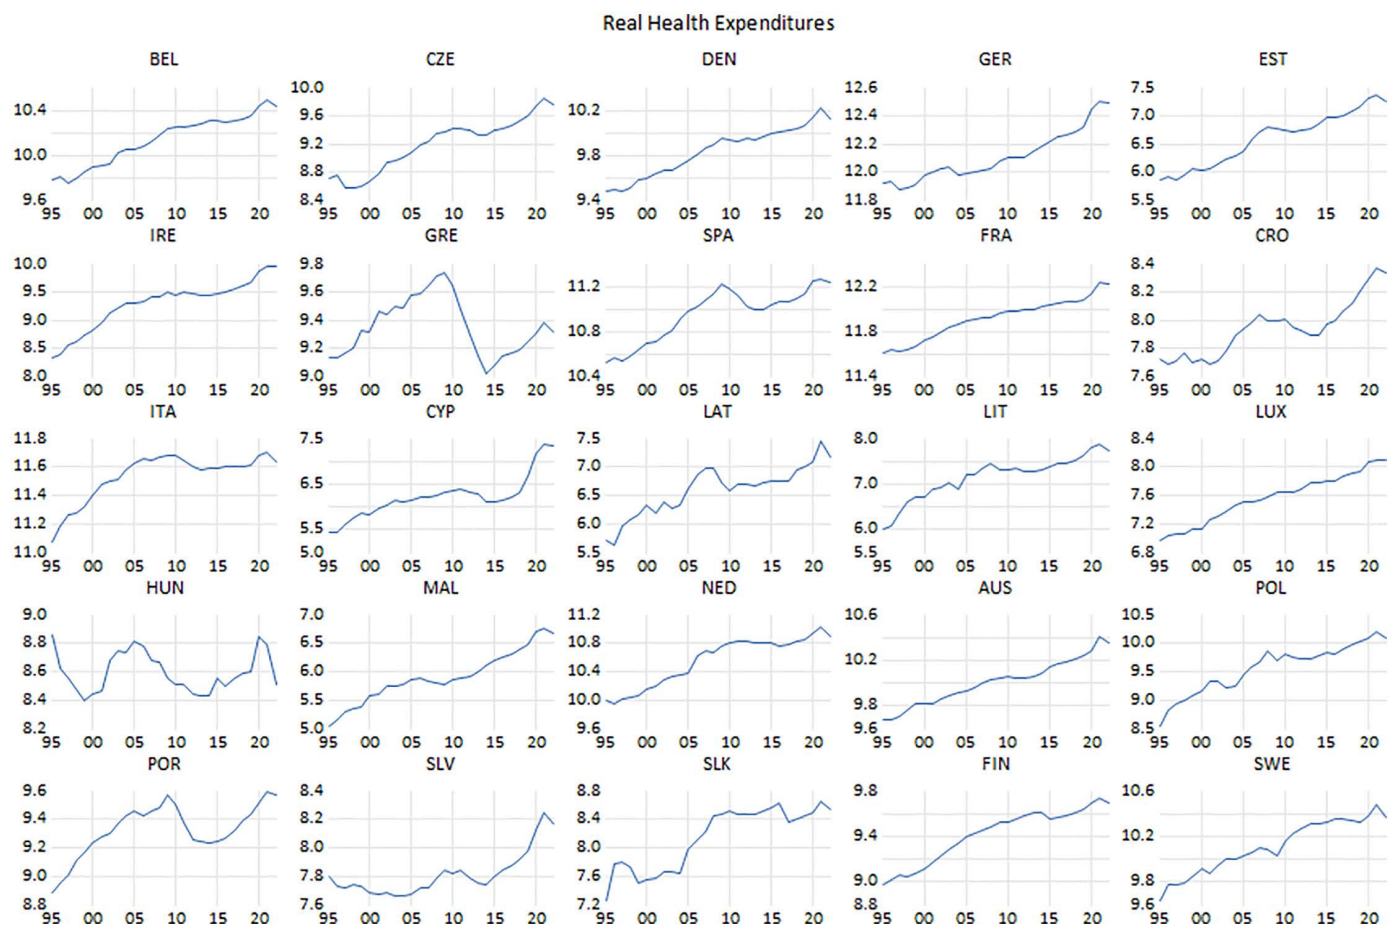 Real Health Expenditures
BEL CZE DEN GER EST
10.4 10.0 9.6
95 00 05 10 15 20
10.0 9.6 9.2 8.8 8.4
95 00 05 10 15 20
10.2 9.8 9.4
95 00 05 10 15 20
12.6 12.4 12.2 12.0 11.8
95 00 05 10 15 20
7.5 7.0 6.5 6.0 5.5
95 00 05 10 15 20
IRE GRE SPA FRA CRO
10.0 9.5 9.0 8.5 8.0
95 00 05 10 15 20
9.8 9.6 9.4 9.2 9.0
95 00 05 10 15 20
11.2 10.8 10.4
95 00 05 10 15 20
12.2 11.8 11.4
95 00 05 10 15 20
8.4 8.2 8.0 7.8 7.6
95 00 05 10 15 20
ITA CYP LAT LIT LUX
11.8 11.6 11.4 11.2 11.0
95 00 05 10 15 20
7.5 6.5 5.5 5.0
95 00 05 10 15 20
7.5 7.0 6.5 6.0 5.5
95 00 05 10 15 20
8.0 7.0 6.0 5.5
95 00 05 10 15 20
8.4 8.0 7.6 7.2 6.8
95 00 05 10 15 20
HUN MAL NED AUS POL
9.0 8.8 8.6 8.4 8.2
95 00 05 10 15 20
7.0 6.5 6.0 5.5 5.0
95 00 05 10 15 20
11.2 10.8 10.4 10.0 9.6
95 00 05 10 15 20
10.6 10.2 9.8 9.6
95 00 05 10 15 20
10.5 10.0 9.5 9.0 8.5
95 00 05 10 15 20
POR SLV SLK FIN SWE
9.6 9.4 9.2 9.0 8.8
95 00 05 10 15 20
8.4 8.2 8.0 7.8 7.6
95 00 05 10 15 20
8.8 8.4 8.0 7.6 7.2
95 00 05 10 15 20
9.8 9.4 9.0 8.8
95 00 05 10 15 20
10.6 10.2 9.8 9.6
95 00 05 10 15 20